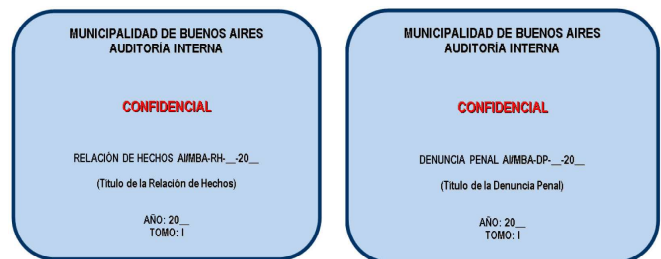 MUNICIPALIDAD DE BUENOS AIRES
AUDITORÍA INTERNA
CONFIDENCIAL
RELACIÓN DE HECHOS AI/MBA-RH-__-20__
(Título de la Relación de Hechos)
AÑO: 20__
TOMO: I
MUNICIPALIDAD DE BUENOS AIRES
AUDITORÍA INTERNA
CONFIDENCIAL
DENUNCIA PENAL AI/MBA-DP-__-20__
(Título de la Denuncia Penal)
AÑO: 20__
TOMO: I